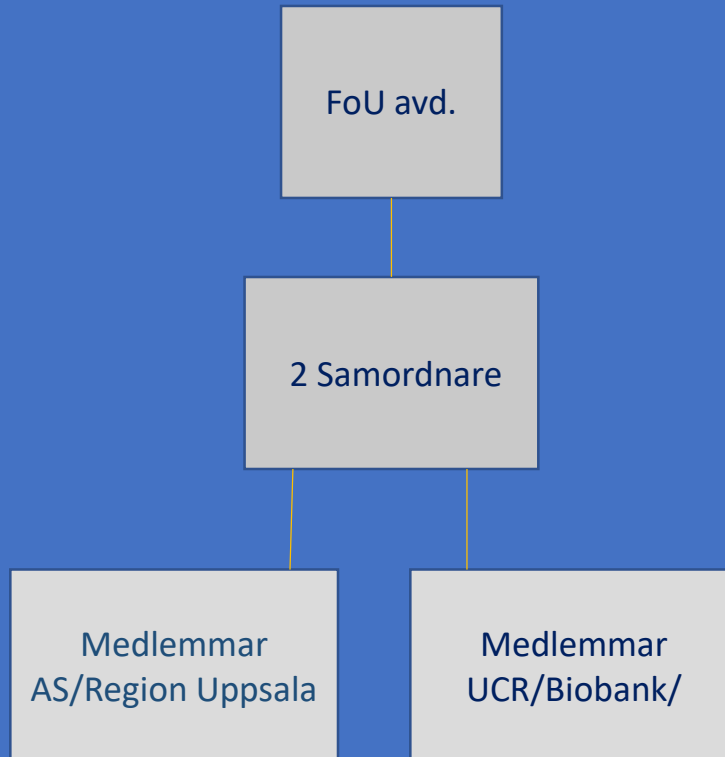 FoU avd.
2 Samordnare
Medlemmar
AS/Region Uppsala
Medlemmar
UCR/Biobank/